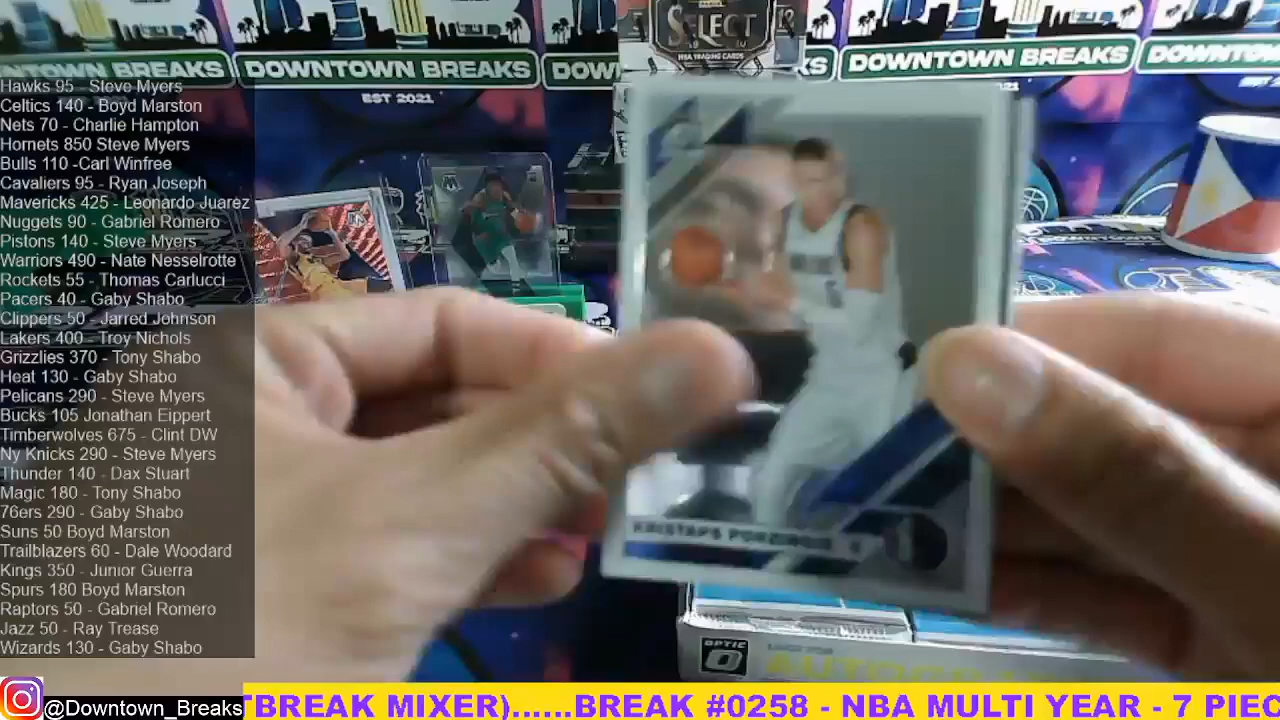 SELECT
NBA TRADING CARDS
DOWNTOWN BREAKS
DOWNTOWN BREAKS
DOWN
KS
DOWNTOWN BREAKS
DOWNTOWN
EST 2021
Hawks 95 - Steve Myers
Celtics 140 - Boyd Marston
Nets 70 - Charlie Hampton
Hornets 850 Steve Myers
Bulls 110 -Carl Winfree
Cavaliers 95 - Ryan Joseph
Mavericks 425 - Leonardo Juarez
Nuggets 90 - Gabriel Romero
Pistons 140 - Steve Myers
Warriors 490 - Nate Nesselrotte
Rockets 55 - Thomas Carlucci
Pacers 40 - Gaby Shabo
Clippers 50 - Jarred Johnson
Lakers 400 - Troy Nichols
Grizzlies 370 - Tony Shabo
Heat 130 - Gaby Shabo
Pelicans 290 - Steve Myers
Bucks 105 Jonathan Eippert
Timberwolves 675 - Clint DW
Ny Knicks 290 - Steve Myers
Thunder 140 - Dax Stuart
Magic 180 - Tony Shabo
76ers 290 - Gaby Shabo
Suns 50 Boyd Marston
Trailblazers 60 - Dale Woodard
Kings 350 - Junior Guerra
Spurs 180 Boyd Marston
Raptors 50 - Gabriel Romero
Jazz 50 - Ray Trease
Wizards 130 - Gaby Shabo
KRISTAPS PORZINGIS
OPTIC
@Downtown_Breaks
BREAK MIXER)......BREAK #0258 - NBA MULTI YEAR - 7 PIEC